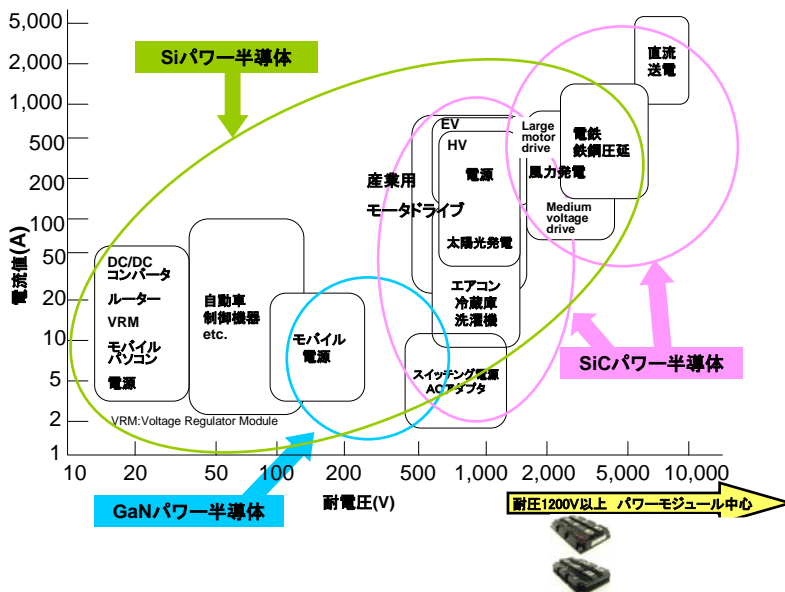 5,000
2,000
1,000
500
200
100
50
20
10
5
2
1
電流値(A)
Siパワー半導体
直流
送電
EV
HV
電源
太陽光発電
産業用
モータドライブ
Large
motor
drive
電鉄
鉄鋼圧延
風力発電
Medium
voltage
drive
DC/DC
コンバータ
ルーター
VRM
モバイル
パソコン
電源
自動車
制御機器
etc.
モバイル
電源
エアコン
冷蔵庫
洗濯機
スイッチング電源
ACアダプタ
SiCパワー半導体
VRM:Voltage Regulator Module
10
20
50
100
200
500
1,000
2,000
5,000
10,000
耐電圧(V)
GaNパワー半導体
耐圧1200V以上 パワーモジュール中心